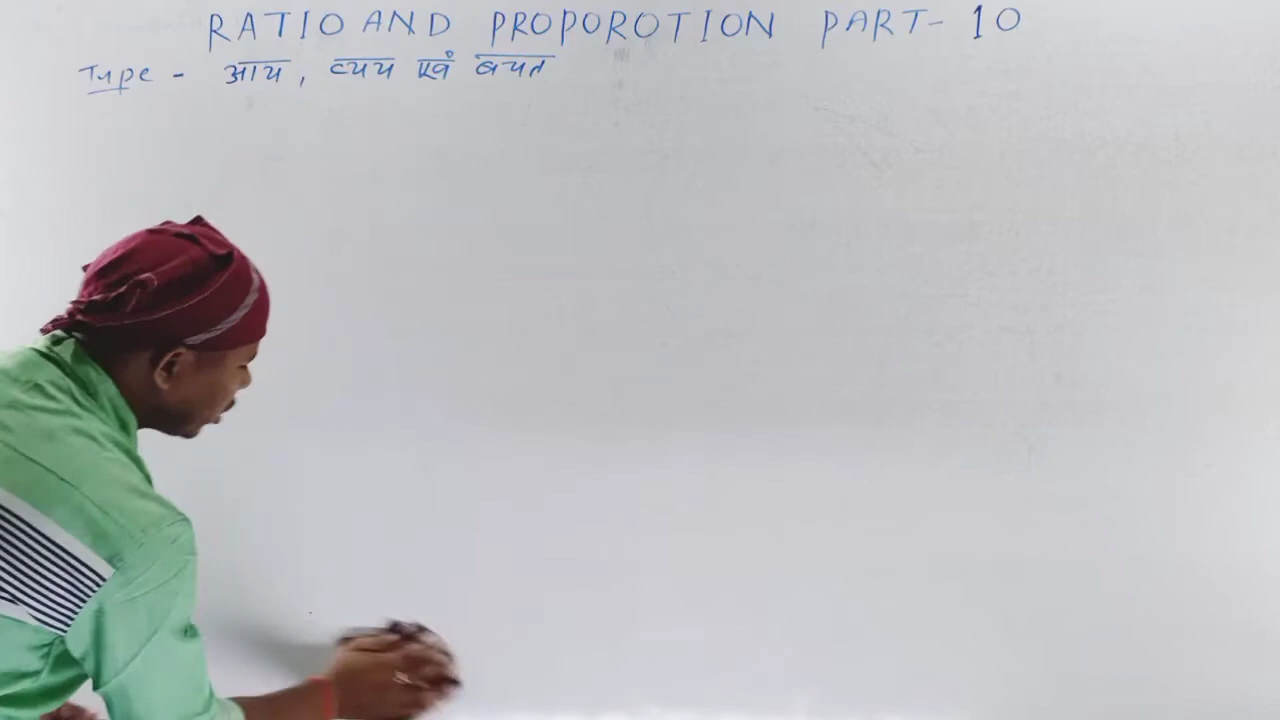 RATIO AND PROPOROTION PART- 10
Type - आय, व्यय एवं बचत